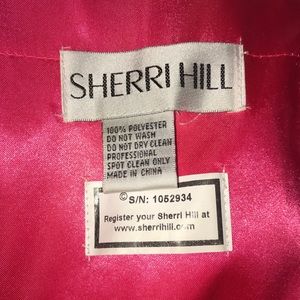 SHERRI HILL
100% POLYESTER
DO NOT WASH
DO NOT DRY CLEAN
PROFESSIONAL
SPOT CLEAN ONLY
MADE IN CHINA
©S/N: 1052934
Register your Sherri Hill at
www.sherrihill.com